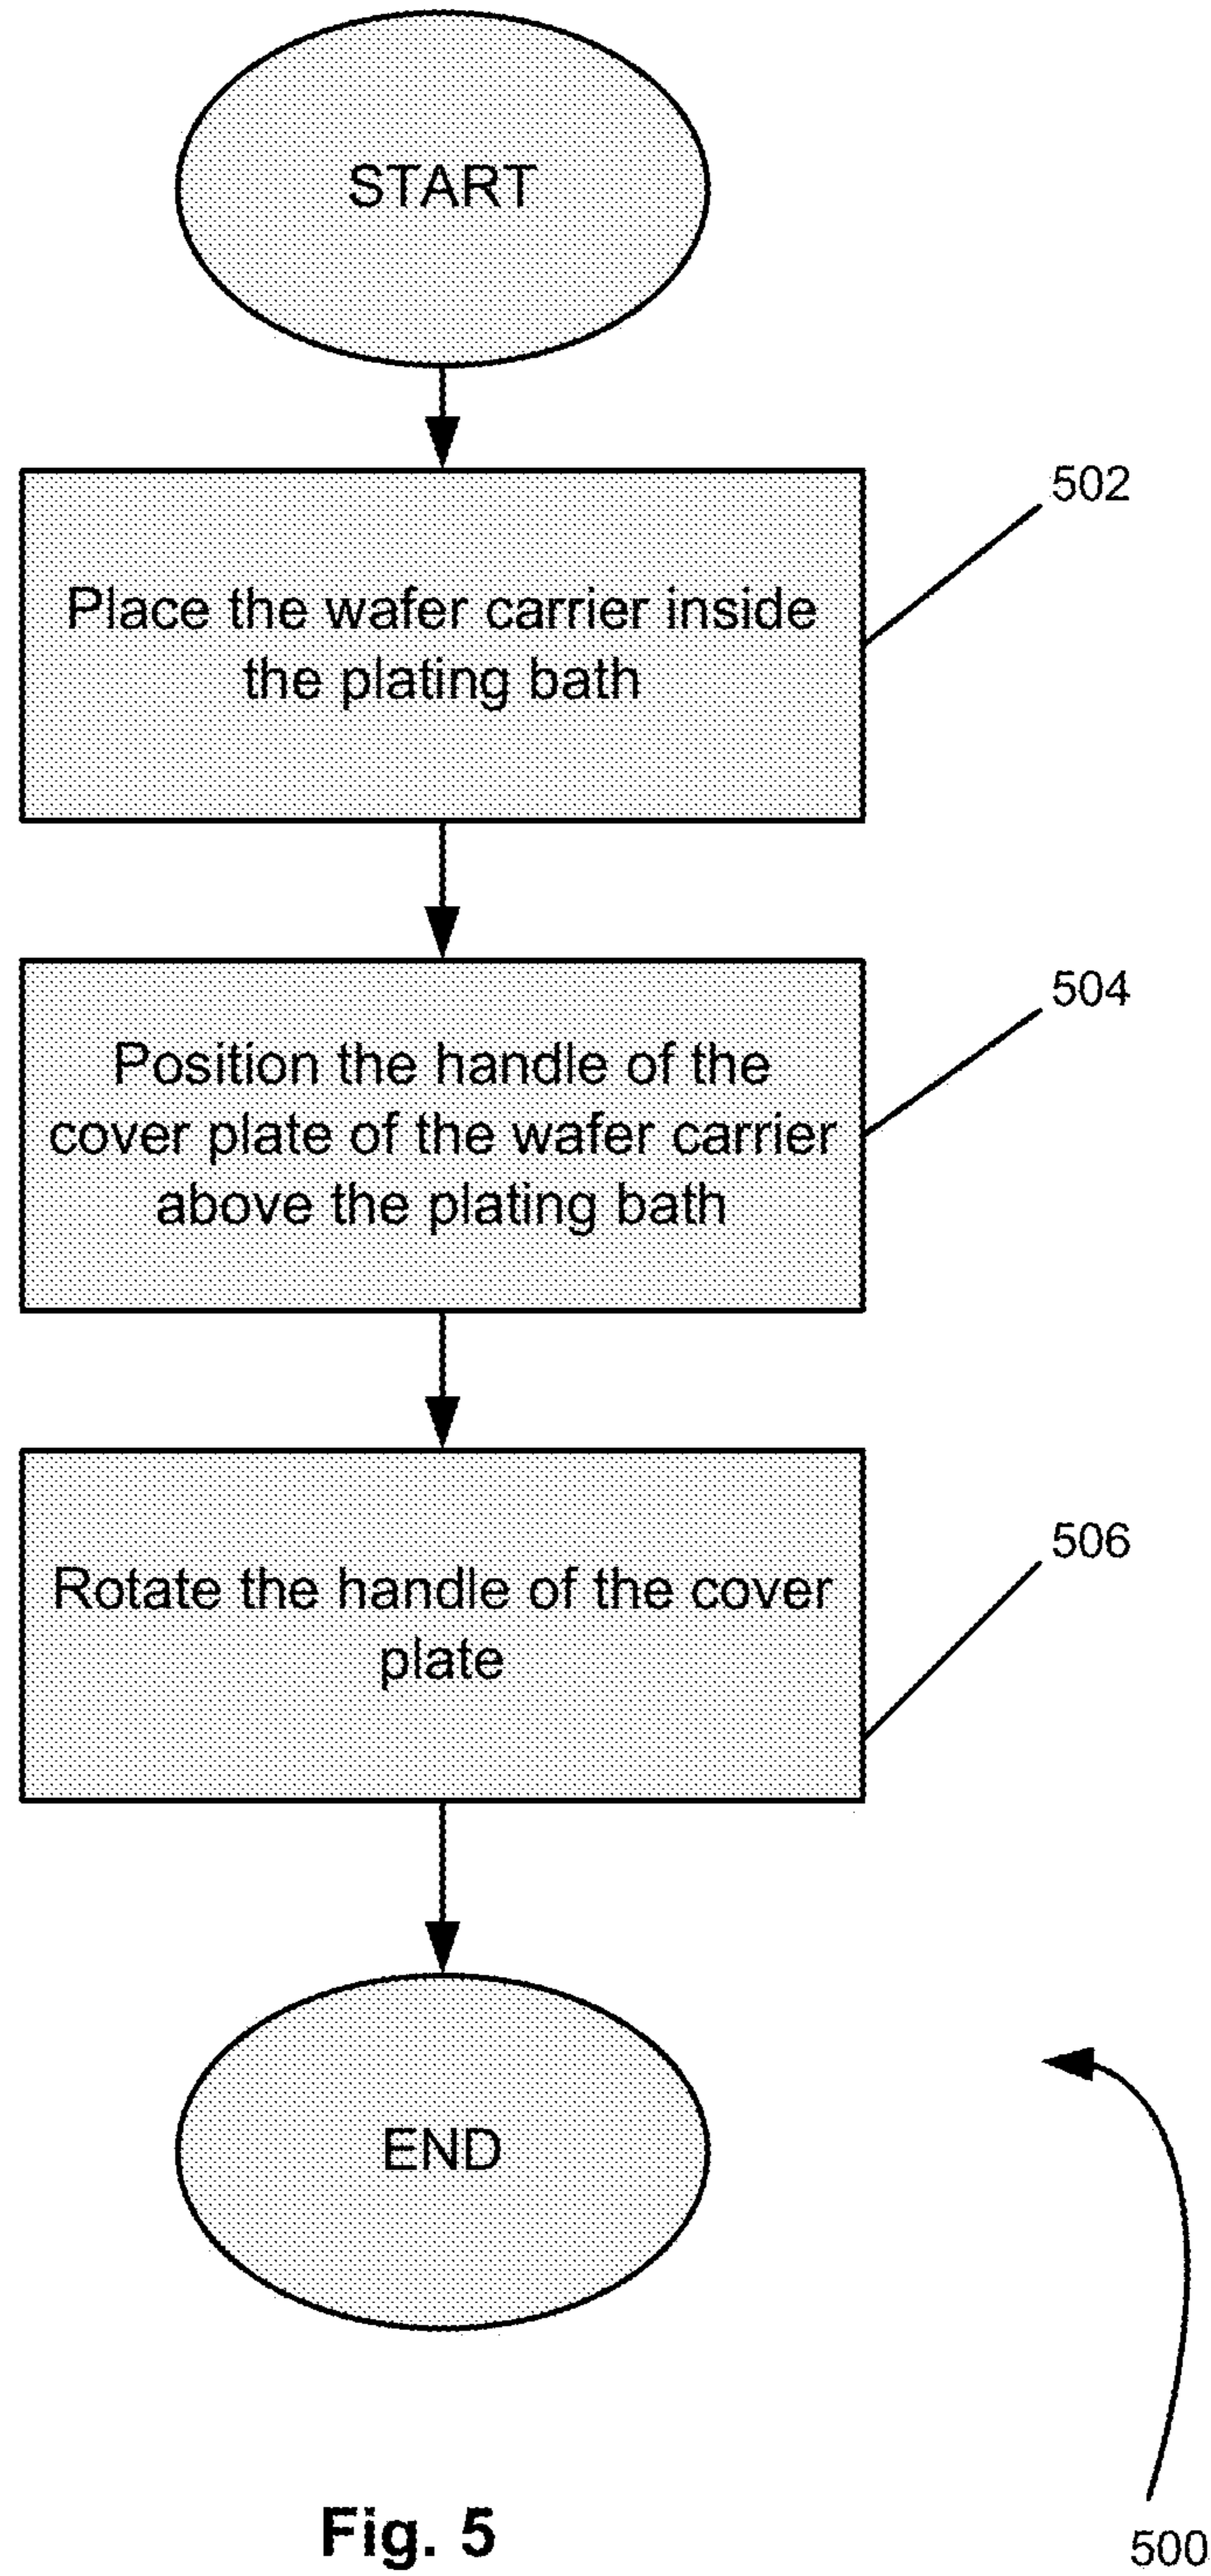 START
502
Place the wafer carrier inside
the plating bath
504
Position the handle of the
cover plate of the wafer carrier
above the plating bath
506
Rotate the handle of the cover
plate
END
500
Fig. 5